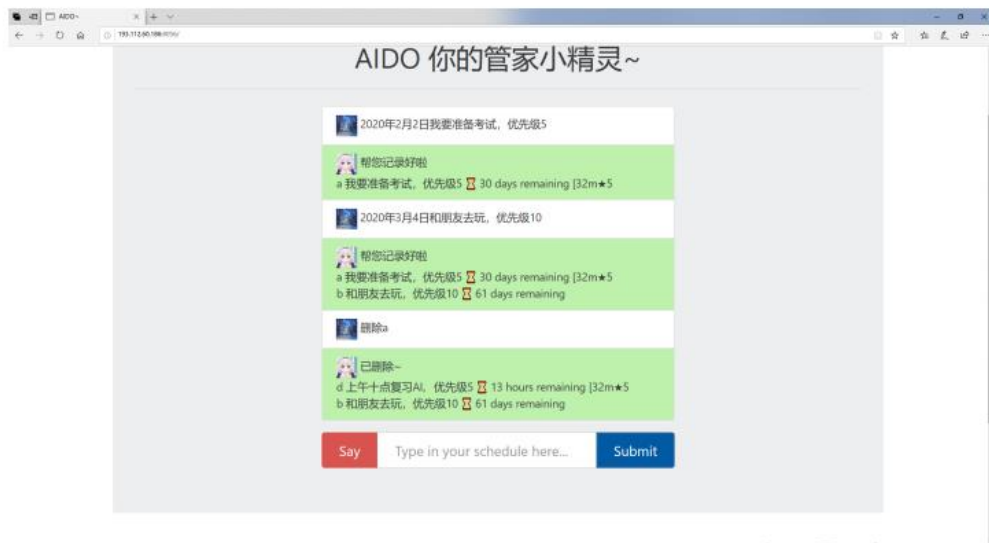 AIDO-
AIDO 你的管家小精灵~
2020年2月2日我要准备考试，优先级5
帮您记录好啦
a 我要准备考试，优先级5 ⌛ 30 days remaining [32m★5
2020年3月4日和朋友去玩，优先级10
帮您记录好啦
a 我要准备考试，优先级5 ⌛ 30 days remaining [32m★5
b 和朋友去玩，优先级10 ⌛ 61 days remaining
删除a
已删除~
d 上午十点复习AI，优先级5 ⌛ 13 hours remaining [32m★5
b 和朋友去玩，优先级10 ⌛ 61 days remaining
Say Type in your schedule here... Submit